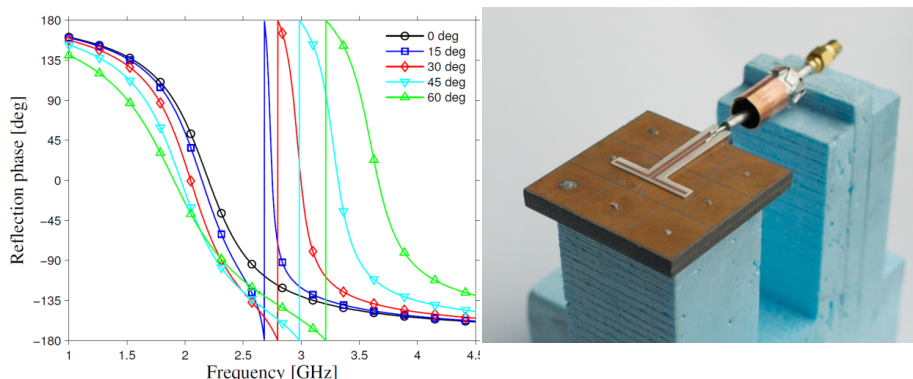 180
135
90
45
0
-45
-90
-135
-180
Reflection phase [deg]
0 deg
15 deg
30 deg
45 deg
60 deg
1 1.5 2 2.5 3 3.5 4 4.5
Frequency [GHz]